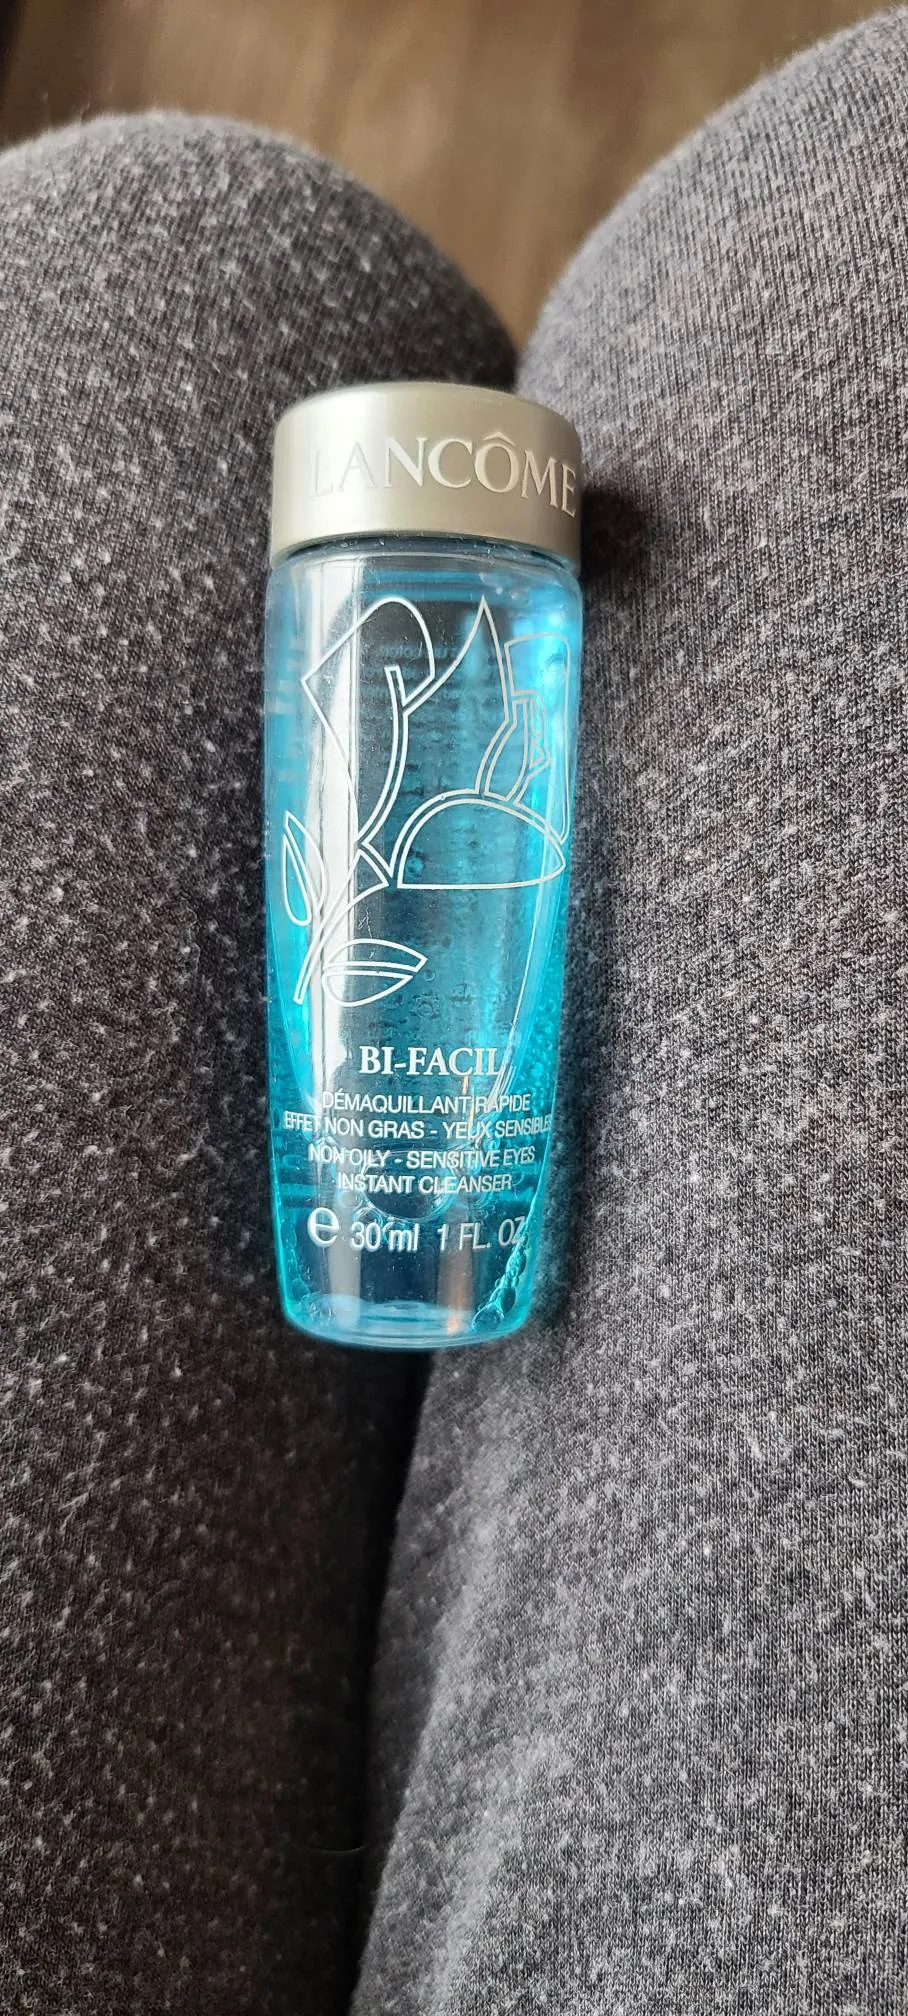 LANCÔME
BI-FACIL
DÉMAQUILLANT RAPIDE
EFFET NON GRAS - YEUX SENSIBLES
NON OILY - SENSITIVE EYES
INSTANT CLEANSER
e 30 ml 1 FL. OZ